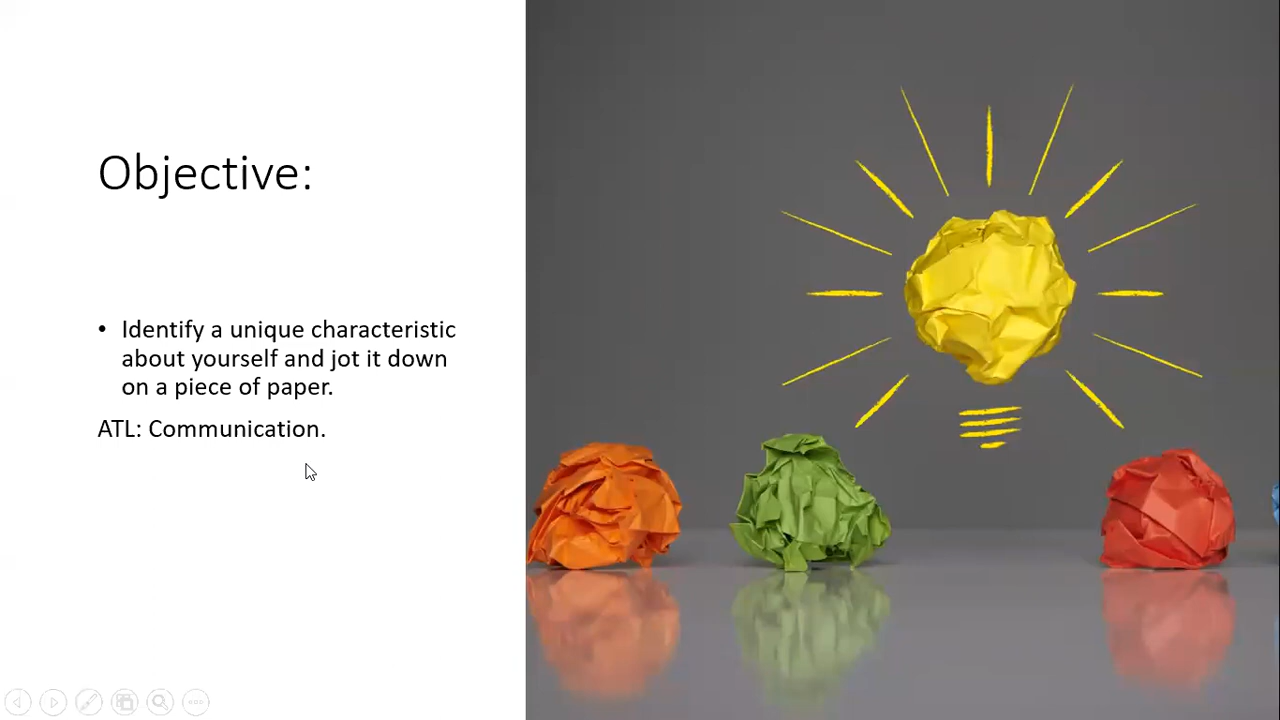 Objective:
• Identify a unique characteristic
about yourself and jot it down
on a piece of paper.
ATL: Communication.